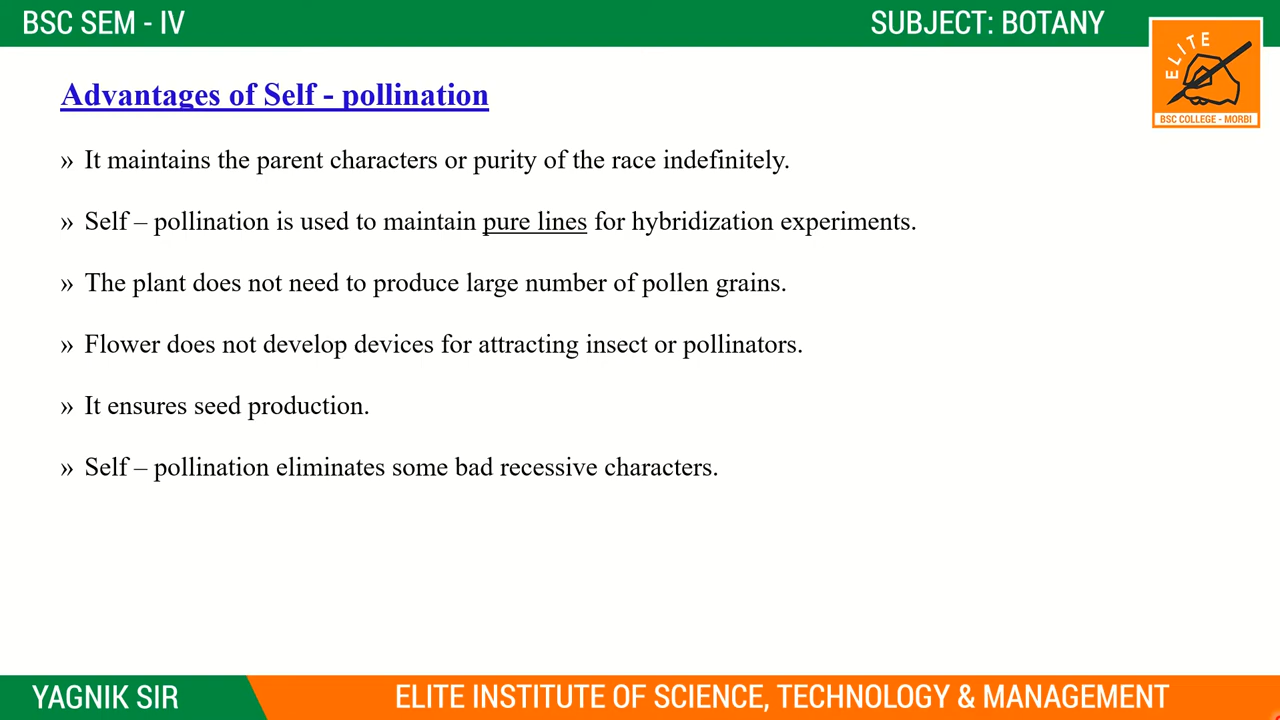 BSC SEM - IV
SUBJECT: BOTANY
ELITE
BSC COLLEGE - MORBI
Advantages of Self - pollination
» It maintains the parent characters or purity of the race indefinitely.
» Self – pollination is used to maintain pure lines for hybridization experiments.
» The plant does not need to produce large number of pollen grains.
» Flower does not develop devices for attracting insect or pollinators.
» It ensures seed production.
» Self – pollination eliminates some bad recessive characters.
YAGNIK SIR
ELITE INSTITUTE OF SCIENCE, TECHNOLOGY & MANAGEMENT